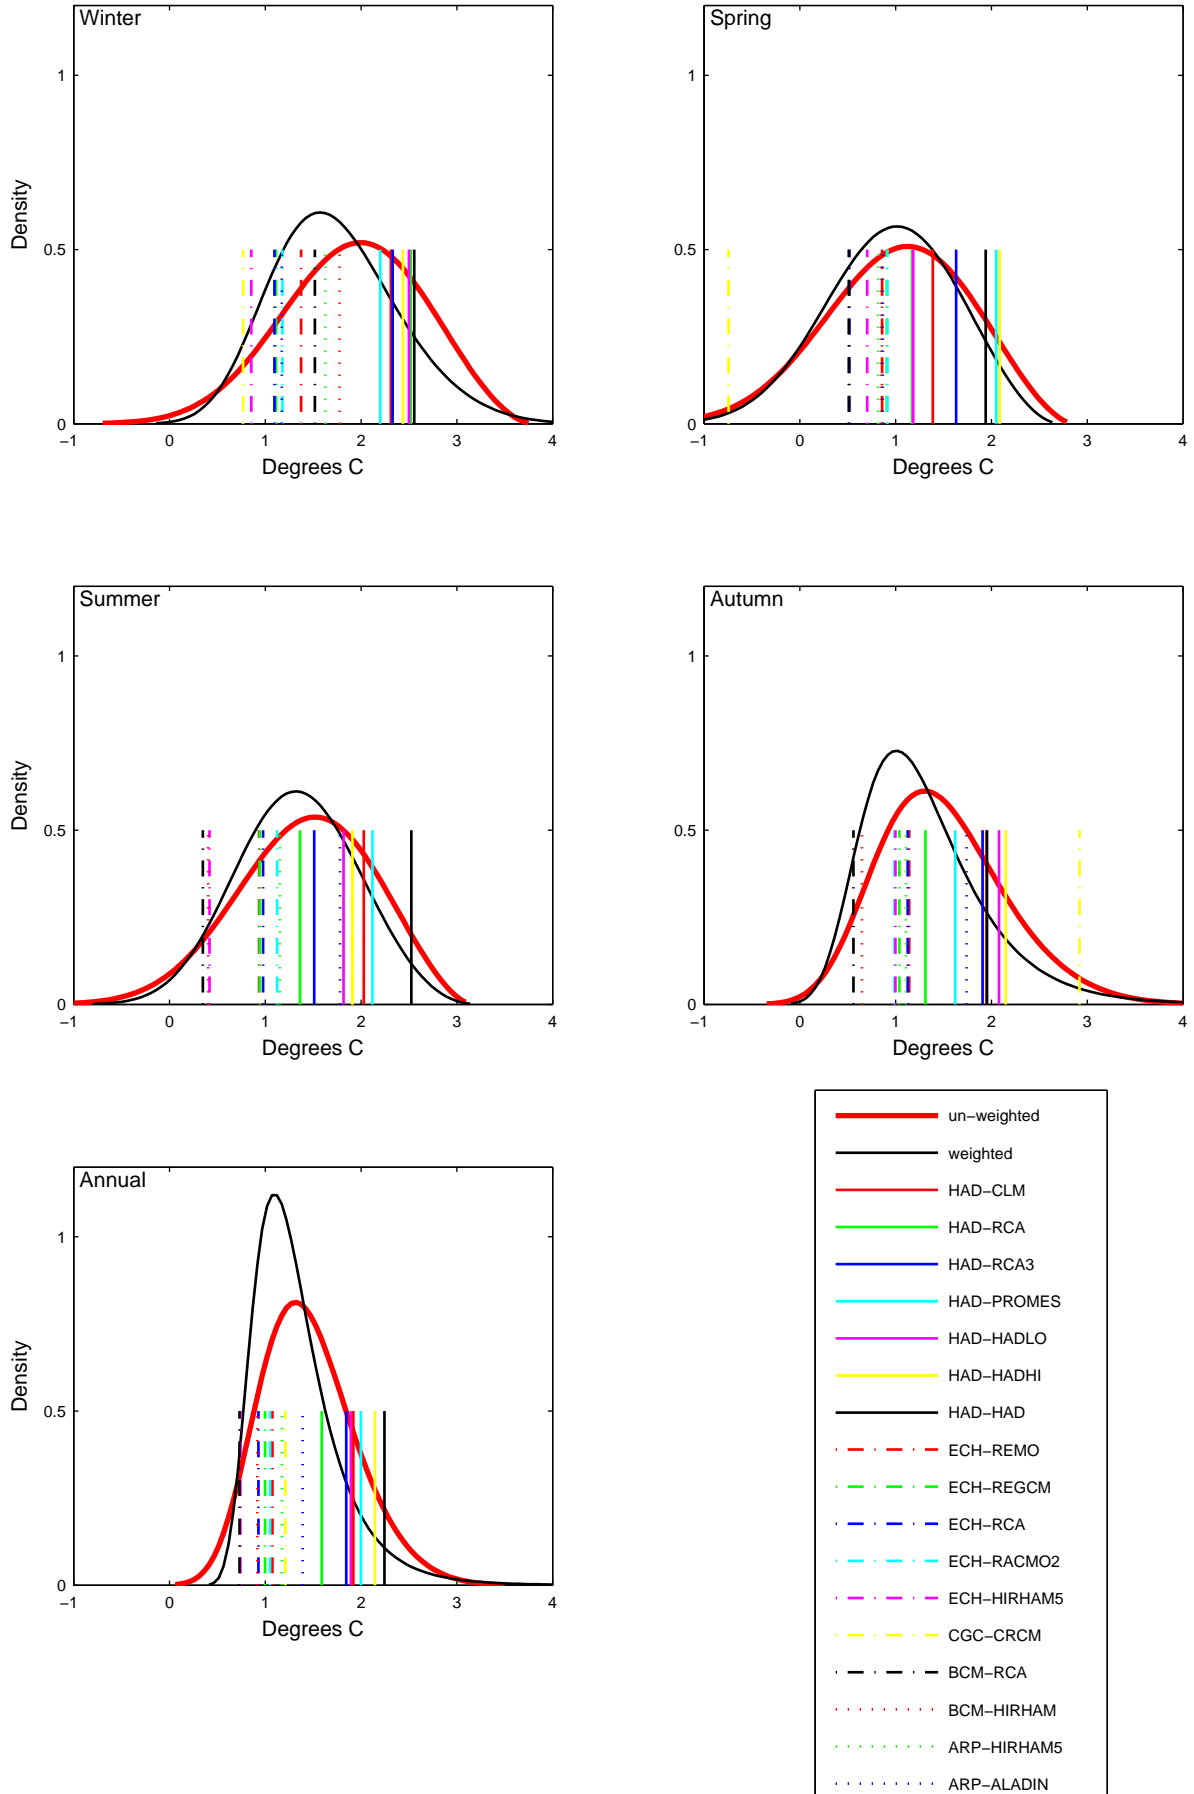 Winter
1
0.5
0
−1
0
1
2
3
4
Density
Degrees C
Spring
1
0.5
0
−1
0
1
2
3
4
Degrees C
Summer
1
0.5
0
−1
0
1
2
3
4
Density
Degrees C
Autumn
1
0.5
0
−1
0
1
2
3
4
Degrees C
Annual
1
0.5
0
−1
0
1
2
3
4
Density
Degrees C
un−weighted
weighted
HAD−CLM
HAD−RCA
HAD−RCA3
HAD−PROMES
HAD−HADLO
HAD−HADHI
HAD−HAD
ECH−REMO
ECH−REGCM
ECH−RCA
ECH−RACMO2
ECH−HIRHAM5
CGC−CRCM
BCM−RCA
BCM−HIRHAM
ARP−HIRHAM5
ARP−ALADIN